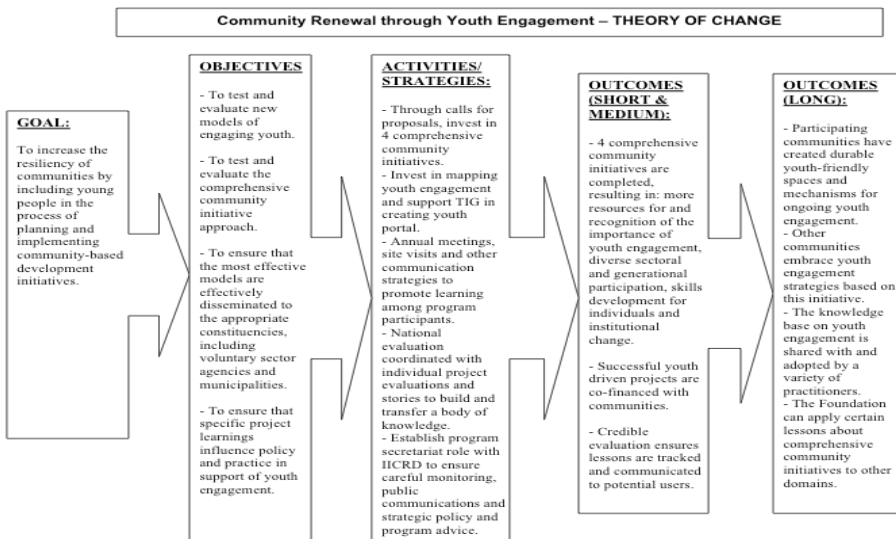 Community Renewal through Youth Engagement – THEORY OF CHANGE
GOAL:
To increase the
resiliency of
communities by
including young
people in the
process of
planning and
implementing
community-based
development
initiatives.
OBJECTIVES
- To test and
evaluate new
models of
engaging youth.
- To test and
evaluate the
comprehensive
community
initiative
approach.
- To ensure that
the most effective
models are
effectively
disseminated to
the appropriate
constituencies,
including
voluntary sector
agencies and
municipalities.
- To ensure that
specific project
learnings
influence policy
and practice in
support of youth
engagement.
ACTIVITIES/
STRATEGIES:
- Through calls for
proposals, invest in
4 comprehensive
community
initiatives.
- Invest in mapping
youth engagement
and support TIG in
creating youth
portal.
- Annual meetings,
site visits and other
communication
strategies to
promote learning
among program
participants.
- National
evaluation
coordinated with
individual project
evaluations and
stories to build and
transfer a body of
knowledge.
- Establish program
secretariat role with
IICRD to ensure
careful monitoring,
public
communications and
strategic policy and
program advice.
OUTCOMES
(SHORT &
MEDIUM):
- 4 comprehensive
community
initiatives are
completed,
resulting in: more
resources for and
recognition of the
importance of
youth engagement,
diverse sectoral
and generational
participation, skills
development for
individuals and
institutional
change.
- Successful youth
driven projects are
co-financed with
communities.
- Credible
evaluation ensures
lessons are tracked
and communicated
to potential users.
OUTCOMES
(LONG):
- Participating
communities have
created durable
youth-friendly
spaces and
mechanisms for
ongoing youth
engagement.
- Other
communities
embrace youth
engagement
strategies based on
this initiative.
- The knowledge
base on youth
engagement is
shared with and
adopted by a
variety of
practitioners.
- The Foundation
can apply certain
lessons about
comprehensive
community
initiatives to other
domains.